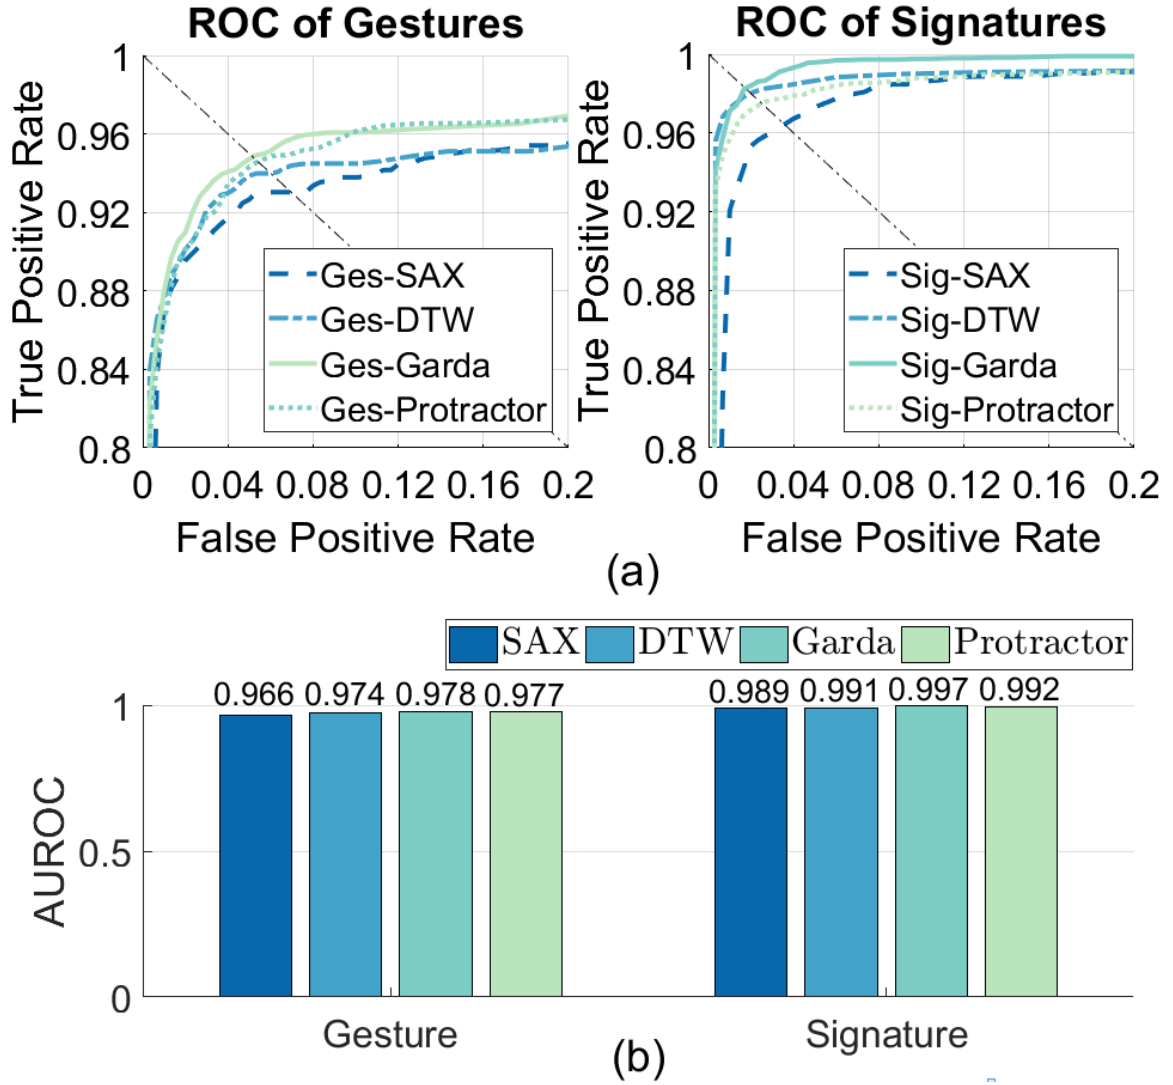 ROC of Gestures
True Positive Rate
1
0.96
0.92
0.88
0.84
0.8
Ges-SAX
Ges-DTW
Ges-Garda
Ges-Protractor
0 0.04 0.08 0.12 0.16 0.2
False Positive Rate
ROC of Signatures
True Positive Rate
1
0.96
0.92
0.88
0.84
0.8
Sig-SAX
Sig-DTW
Sig-Garda
Sig-Protractor
0 0.04 0.08 0.12 0.16 0.2
False Positive Rate
(a)
SAX DTW Garda Protractor
AUROC
1
0.5
0
0.966 0.974 0.978 0.977
0.989 0.991 0.997 0.992
Gesture
Signature
(b)